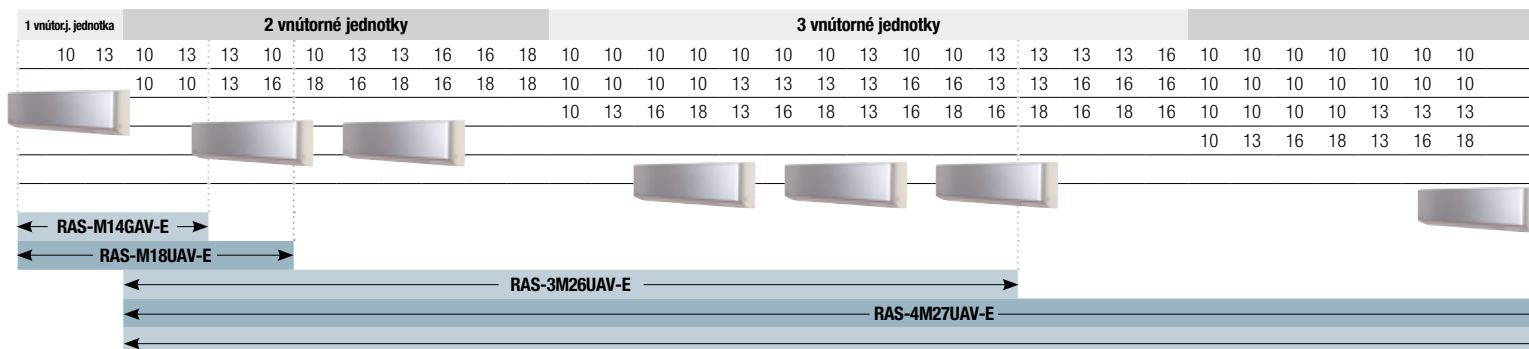 1 vnútor.j. jednotka 2 vnútorné jednotky 3 vnútorné jednotky
10 13 10 13 13 10 10 13 13 16 16 18 10 10 10 10 10 10 13 10 10 13 13 13 13 16 10 10 10 10 10 10 10
10 10 13 16 18 16 18 16 18 18 10 10 10 10 13 13 13 16 16 13 13 16 16 16 10 10 10 10 10 10 10
10 13 16 18 13 16 18 13 16 18 16 18 16 18 16 10 10 10 10 13 13 13
10 13 16 18 13 16 18
RAS-M14GAV-E
RAS-M18UAV-E
RAS-3M26UAV-E
RAS-4M27UAV-E